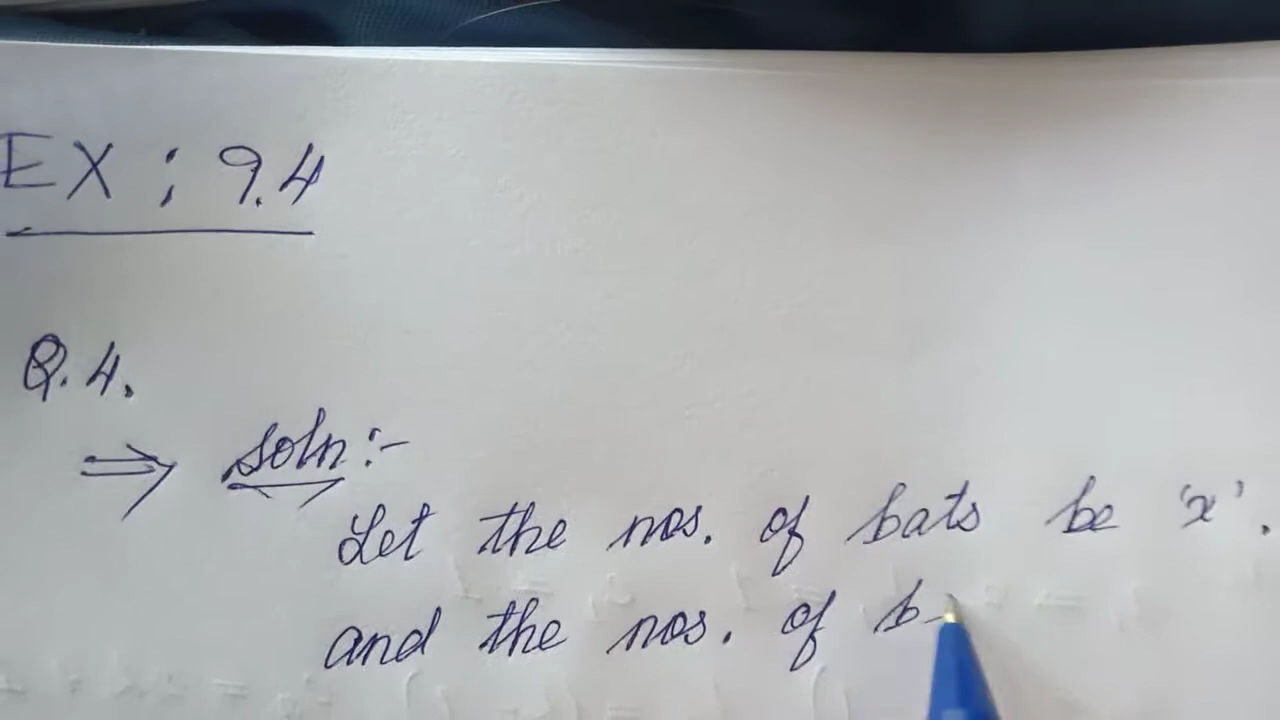 EX : 9.4
Q.4.
⇒ Soln :-
Let the nos. of bats be 'x'.
and the nos. of b